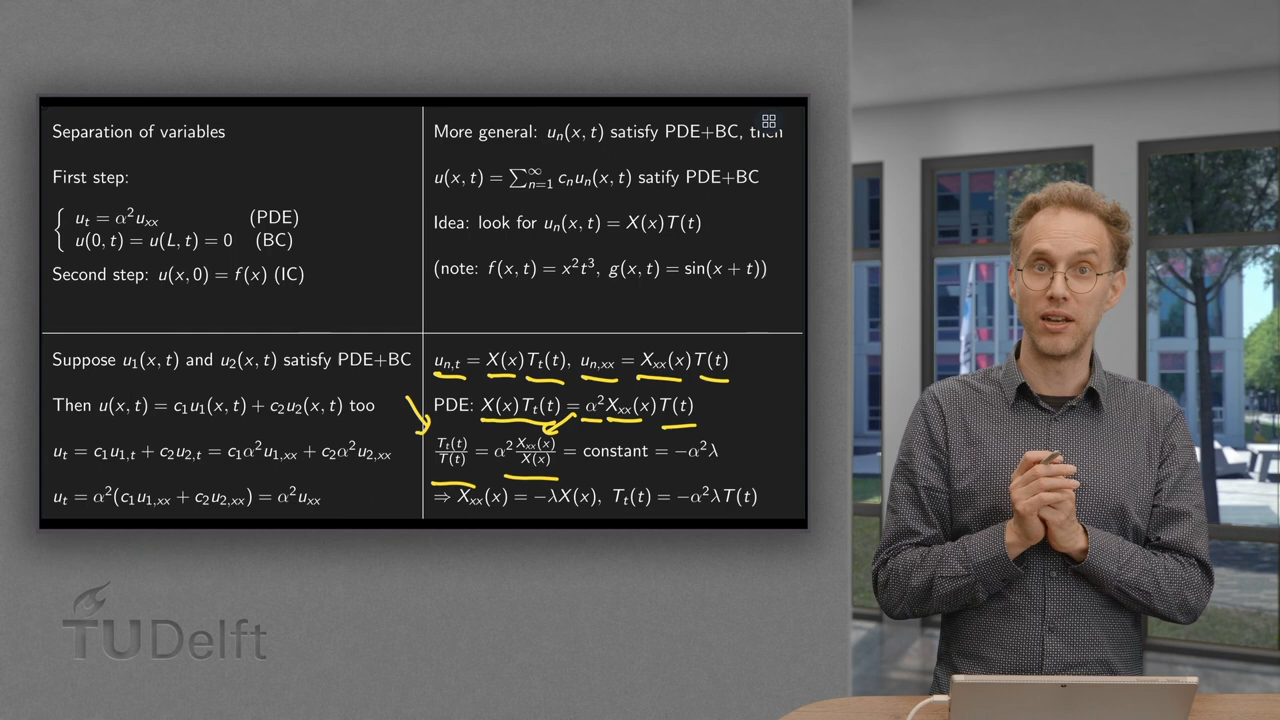 Separation of variables
First step:
u_t = α²u_xx (PDE)
u(0, t) = u(L, t) = 0 (BC)
Second step: u(x, 0) = f(x) (IC)
More general: u_n(x, t) satisfy PDE+BC, then
u(x, t) = ∑_{n=1}^∞ c_n u_n(x, t) satify PDE+BC
Idea: look for u_n(x, t) = X(x)T(t)
(note: f(x, t) = x²t³, g(x, t) = sin(x + t))
Suppose u₁(x, t) and u₂(x, t) satisfy PDE+BC
Then u(x, t) = c₁u₁(x, t) + c₂u₂(x, t) too
u_t = c₁u_{1,t} + c₂u_{2,t} = c₁α²u_{1,xx} + c₂α²u_{2,xx}
u_t = α²(c₁u_{1,xx} + c₂u_{2,xx}) = α²u_xx
u_{n,t} = X(x)T_t(t), u_{n,xx} = X_xx(x)T(t)
PDE: X(x)T_t(t) = α²X_xx(x)T(t)
T_t(t)/T(t) = α² X_xx(x)/X(x) = constant = −α²λ
⇒ X_xx(x) = −λX(x), T_t(t) = −α²λT(t)
TUDelft